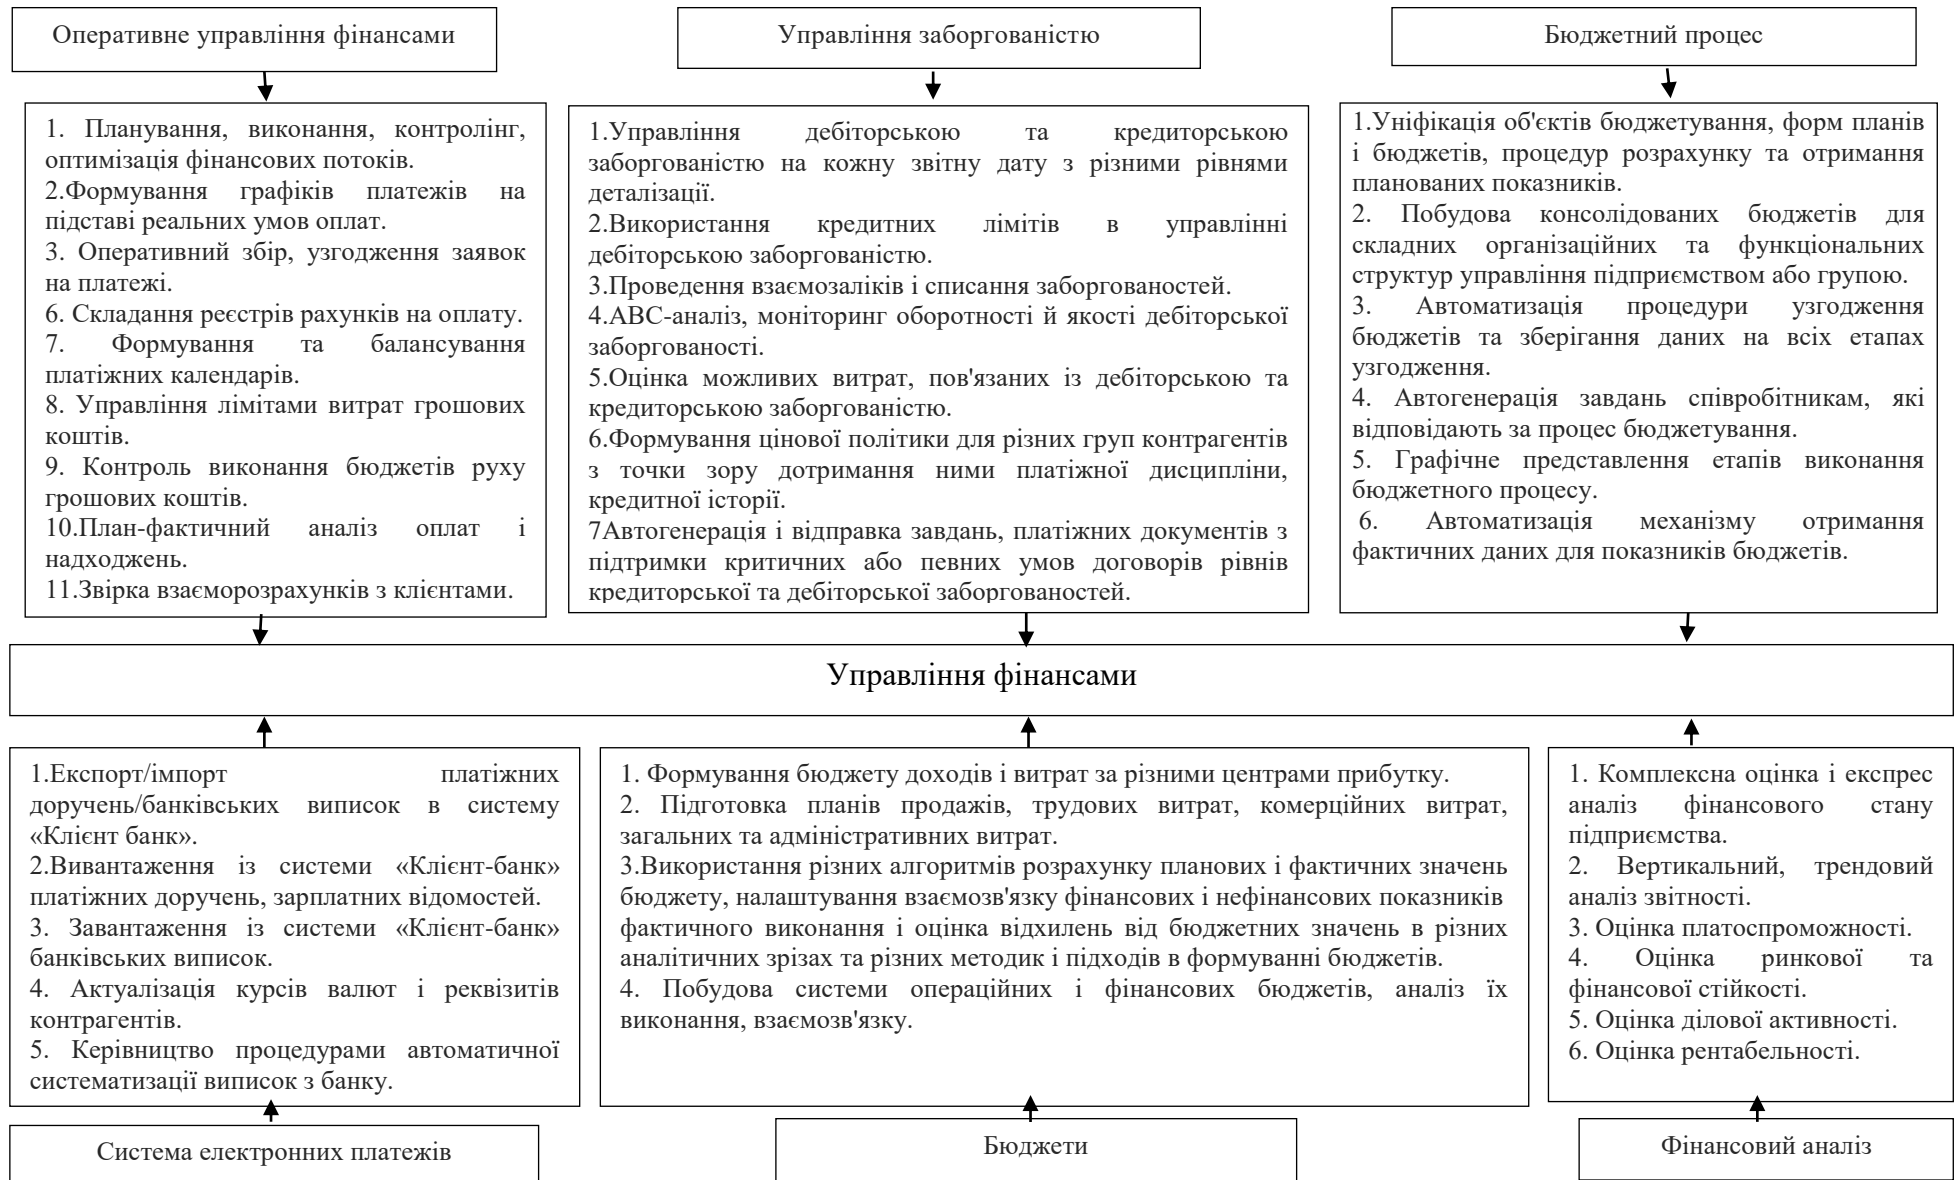 Оперативне управління фінансами
Управління заборгованістю
Бюджетний процес
1. Планування, виконання, контролінг,
оптимізація фінансових потоків.
2.Формування графіків платежів на
підставі реальних умов оплат.
3. Оперативний збір, узгодження заявок
на платежі.
6. Складання реєстрів рахунків на оплату.
7. Формування та балансування
платіжних календарів.
8. Управління лімітами витрат грошових
коштів.
9. Контроль виконання бюджетів руху
грошових коштів.
10.План-фактичний аналіз оплат і
надходжень.
11.Звірка взаєморозрахунків з клієнтами.
1.Управління дебіторською та кредиторською
заборгованістю на кожну звітну дату з різними рівнями
деталізації.
2.Використання кредитних лімітів в управлінні
дебіторською заборгованістю.
3.Проведення взаємозаліків і списання заборгованостей.
4.АВС-аналіз, моніторинг оборотності й якості дебіторської
заборгованості.
5.Оцінка можливих витрат, пов'язаних із дебіторською та
кредиторською заборгованістю.
6.Формування цінової політики для різних груп контрагентів
з точки зору дотримання ними платіжної дисципліни,
кредитної історії.
7Автогенерація і відправка завдань, платіжних документів з
підтримки критичних або певних умов договорів рівнів
кредиторської та дебіторської заборгованостей.
1.Уніфікація об'єктів бюджетування, форм планів
і бюджетів, процедур розрахунку та отримання
планованих показників.
2. Побудова консолідованих бюджетів для
складних організаційних та функціональних
структур управління підприємством або групою.
3. Автоматизація процедури узгодження
бюджетів та зберігання даних на всіх етапах
узгодження.
4. Автогенерація завдань співробітникам, які
відповідають за процес бюджетування.
5. Графічне представлення етапів виконання
бюджетного процесу.
6. Автоматизація механізму отримання
фактичних даних для показників бюджетів.
Управління фінансами
1.Експорт/імпорт платіжних
доручень/банківських виписок в систему
«Клієнт банк».
2.Вивантаження із системи «Клієнт-банк»
платіжних доручень, зарплатних відомостей.
3. Завантаження із системи «Клієнт-банк»
банківських виписок.
4. Актуалізація курсів валют і реквізитів
контрагентів.
5. Керівництво процедурами автоматичної
систематизації виписок з банку.
1. Формування бюджету доходів і витрат за різними центрами прибутку.
2. Підготовка планів продажів, трудових витрат, комерційних витрат,
загальних та адміністративних витрат.
3.Використання різних алгоритмів розрахунку планових і фактичних значень
бюджету, налаштування взаємозв'язку фінансових і нефінансових показників
фактичного виконання і оцінка відхилень від бюджетних значень в різних
аналітичних зрізах та різних методик і підходів в формуванні бюджетів.
4. Побудова системи операційних і фінансових бюджетів, аналіз їх
виконання, взаємозв'язку.
1. Комплексна оцінка і експрес
аналіз фінансового стану
підприємства.
2. Вертикальний, трендовий
аналіз звітності.
3. Оцінка платоспроможності.
4. Оцінка ринкової та
фінансової стійкості.
5. Оцінка ділової активності.
6. Оцінка рентабельності.
Система електронних платежів
Бюджети
Фінансовий аналіз